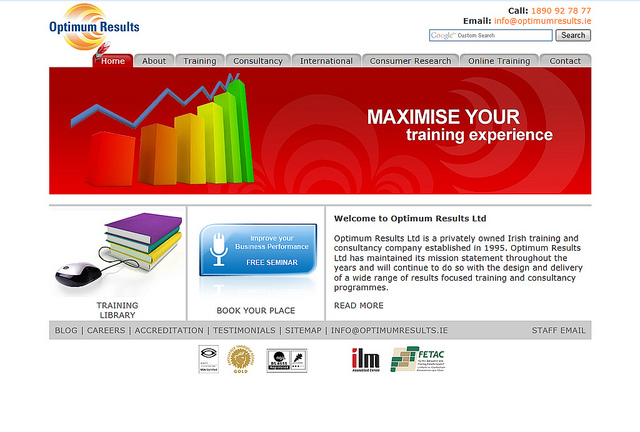 Optimum Results
Call: 1890 92 78 77
Email: info@optimumresults.ie
Google™ Custom Search
Search
Home
About
Training
Consultancy
International
Consumer Research
Online Training
Contact
MAXIMISE YOUR
training experience
TRAINING
LIBRARY
Improve your
Business Performance
FREE SEMINAR
BOOK YOUR PLACE
Welcome to Optimum Results Ltd
Optimum Results Ltd is a privately owned Irish training and
consultancy company established in 1995. Optimum Results
Ltd has maintained its mission statement throughout the
years and will continue to do so with the design and delivery
of a wide range of results focused training and consultancy
programmes.
READ MORE
BLOG | CAREERS | ACCREDITATION | TESTIMONIALS | SITEMAP | INFO@OPTIMUMRESULTS.IE
STAFF EMAIL
GOLD
ilm
FETAC